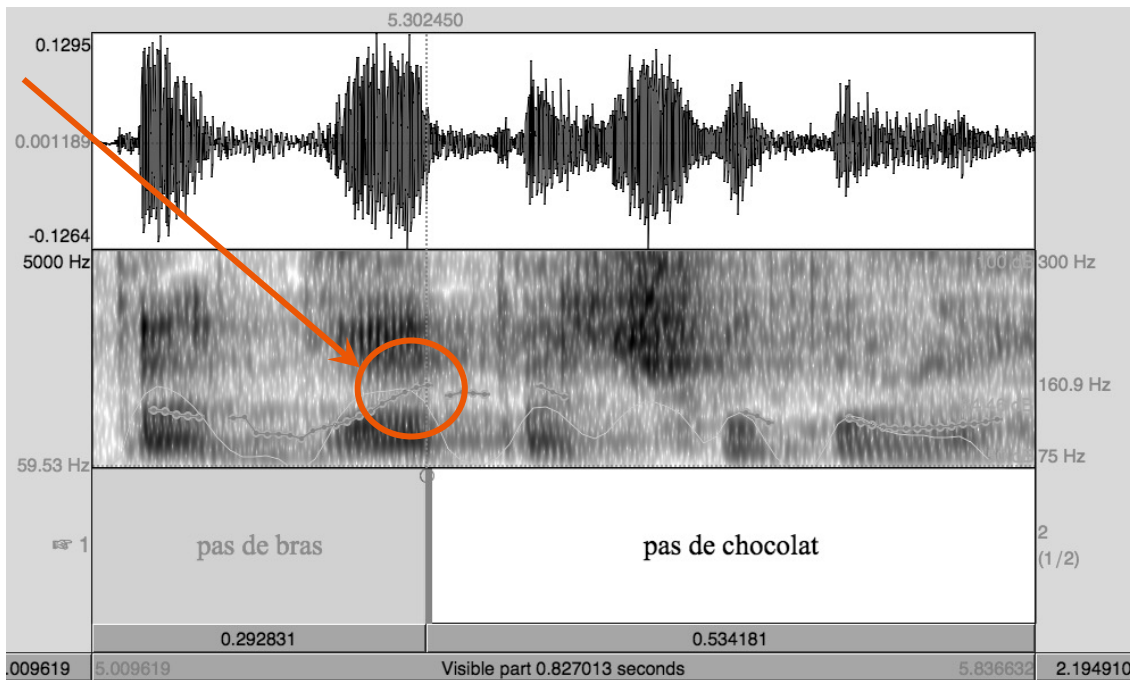 5.302450
0.1295
0.001189
-0.1264
5000 Hz
300 Hz
160.9 Hz
59.53 Hz
75 Hz
1
pas de bras
pas de chocolat
2
(1/2)
0.292831
0.534181
.009619
5.009619
Visible part 0.827013 seconds
5.836632
2.194910